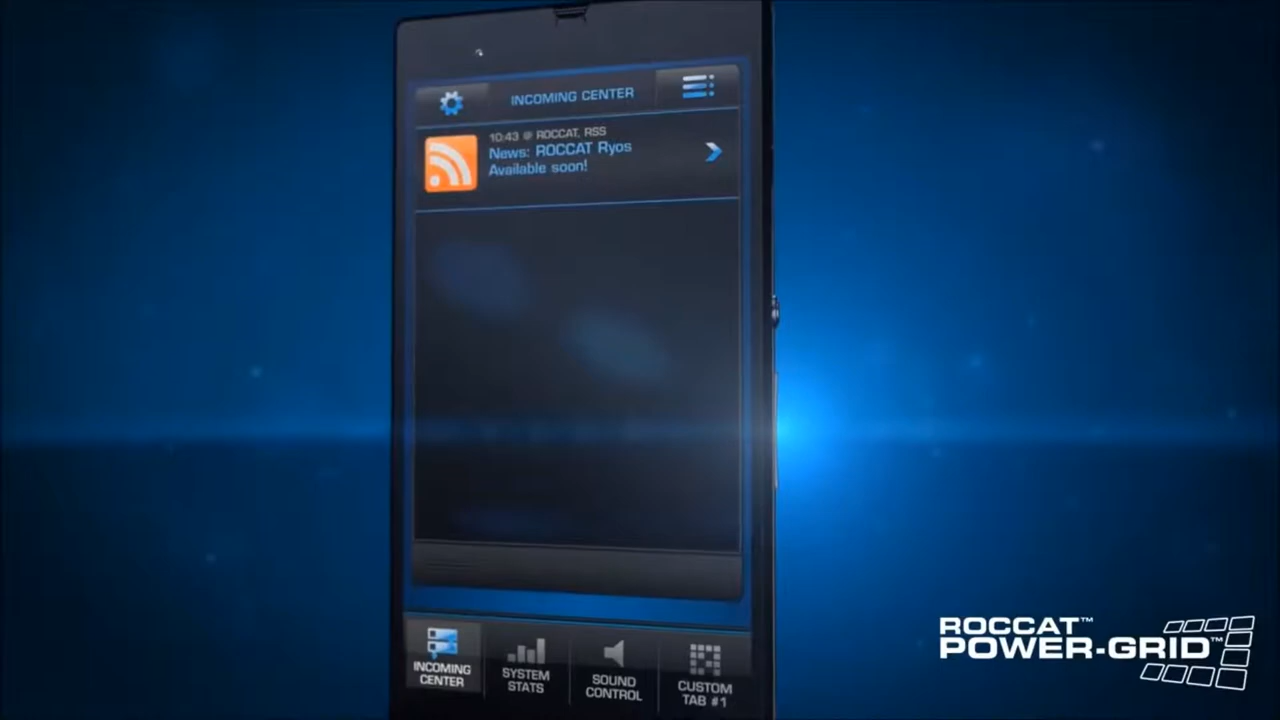 INCOMING CENTER
10:43 @ ROCCAT, RSS
News: ROCCAT Ryos
Available soon!
INCOMING
CENTER
SYSTEM
STATS
SOUND
CONTROL
CUSTOM
TAB #1
ROCCAT™
POWER-GRID™